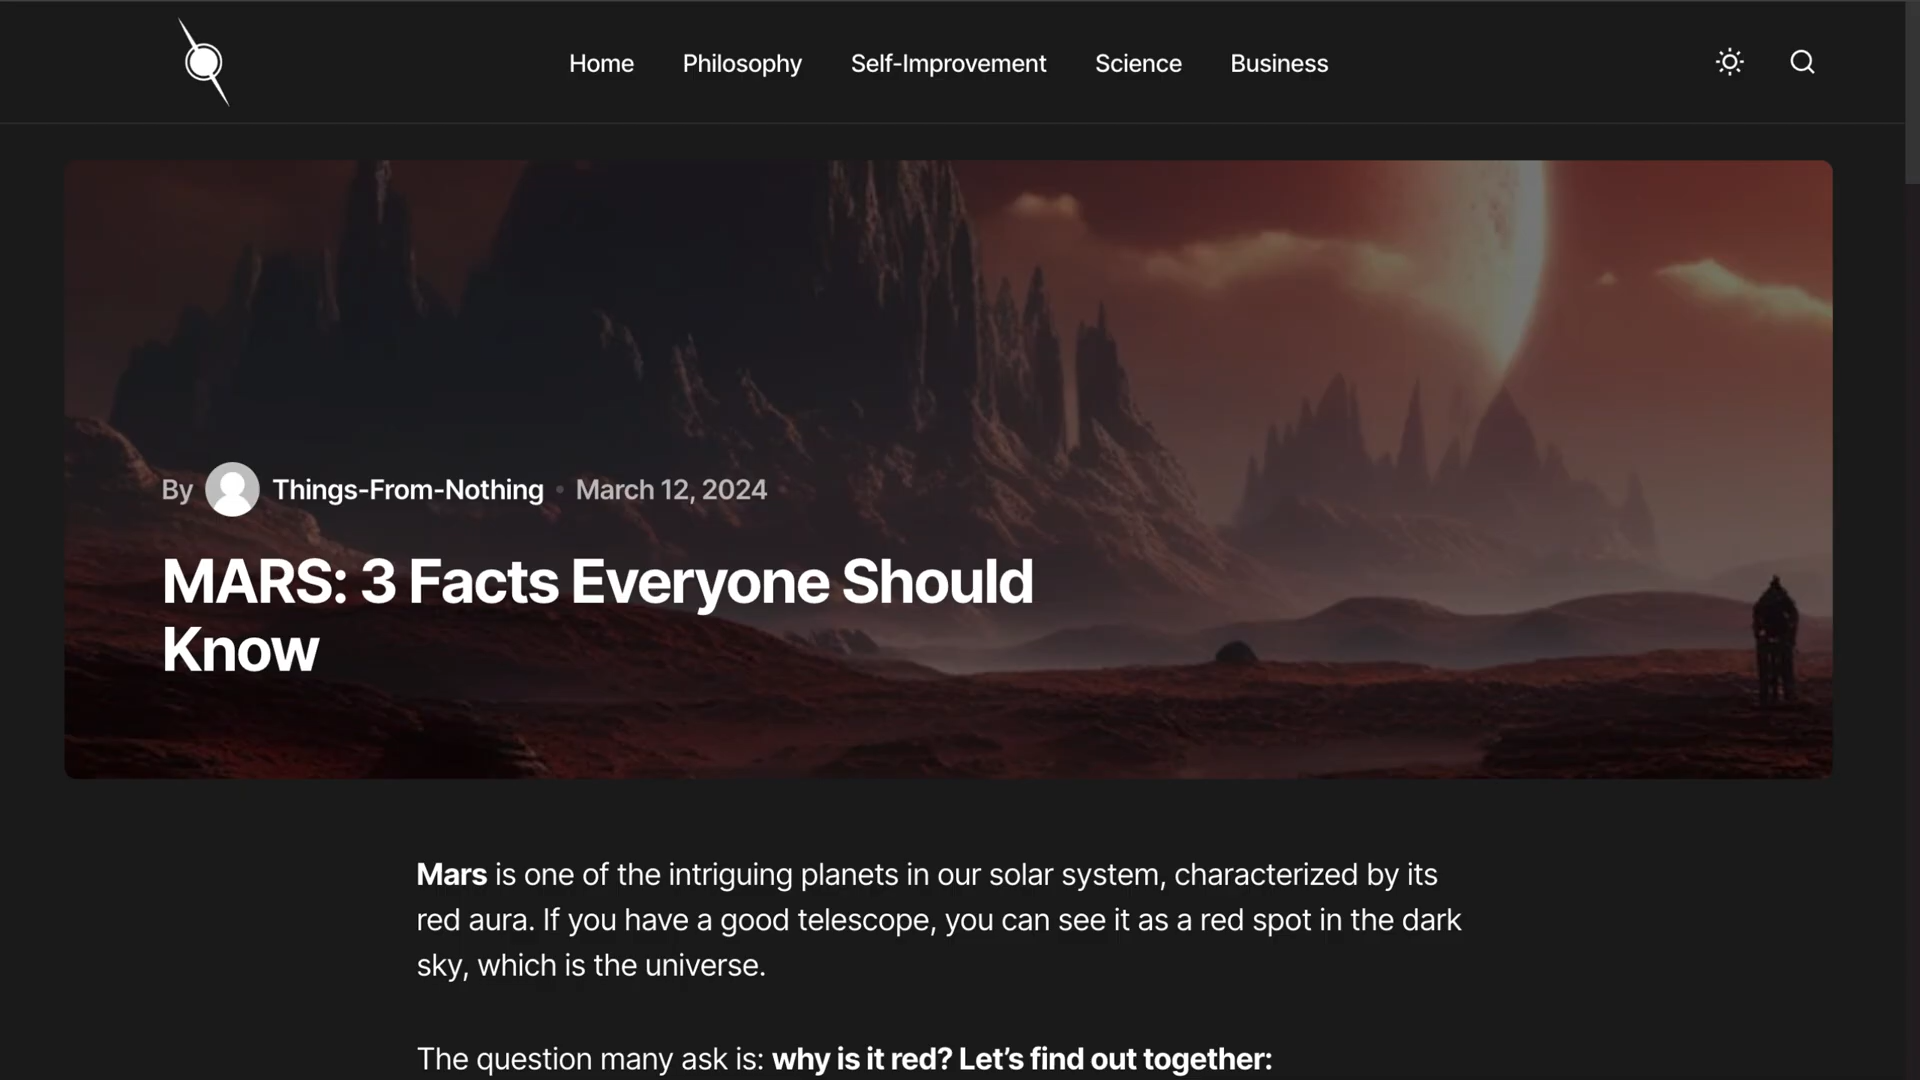 Home Philosophy Self-Improvement Science Business
By Things-From-Nothing • March 12, 2024
MARS: 3 Facts Everyone Should
Know
Mars is one of the intriguing planets in our solar system, characterized by its
red aura. If you have a good telescope, you can see it as a red spot in the dark
sky, which is the universe.
The question many ask is: why is it red? Let’s find out together: